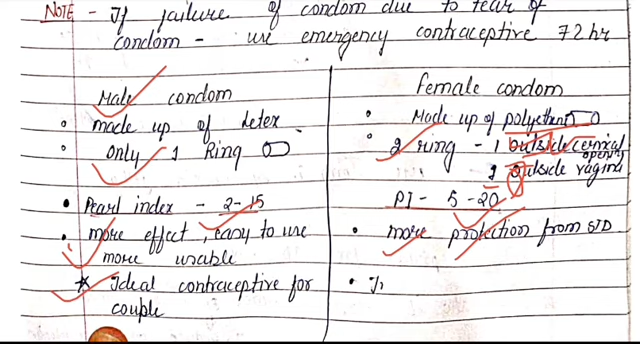 NOTE - If failure of condom due to tear of
condom - use emergency contraceptive 72 hr
Male condom
• made up of latex.
• Only 1 Ring
• Pearl index - 2-15
• more effect, easy to use
more usable
* Ideal contraceptive for
couple
female condom
• Made up of polyethen
• 2 ring - 1 outside cervical
opening
1 outside vagina
PI - 5 - 20
• more protection from STD
•